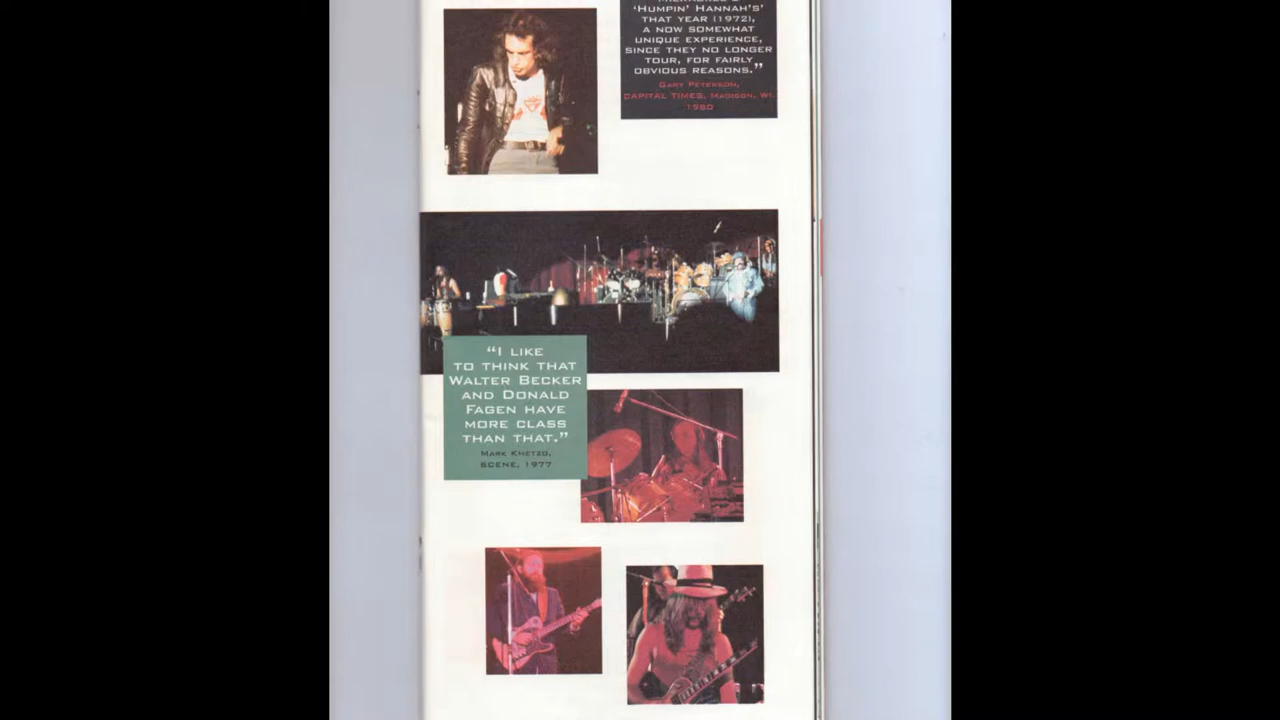 'HUMPIN' HANNAH'S'
THAT YEAR (1972),
A NOW SOMEWHAT
UNIQUE EXPERIENCE,
SINCE THEY NO LONGER
TOUR, FOR FAIRLY
OBVIOUS REASONS."
GARY PETERSON,
CAPITAL TIMES, MADISON, WI.
1980
"I LIKE
TO THINK THAT
WALTER BECKER
AND DONALD
FAGEN HAVE
MORE CLASS
THAN THAT."
MARK KMETZO,
SCENE, 1977